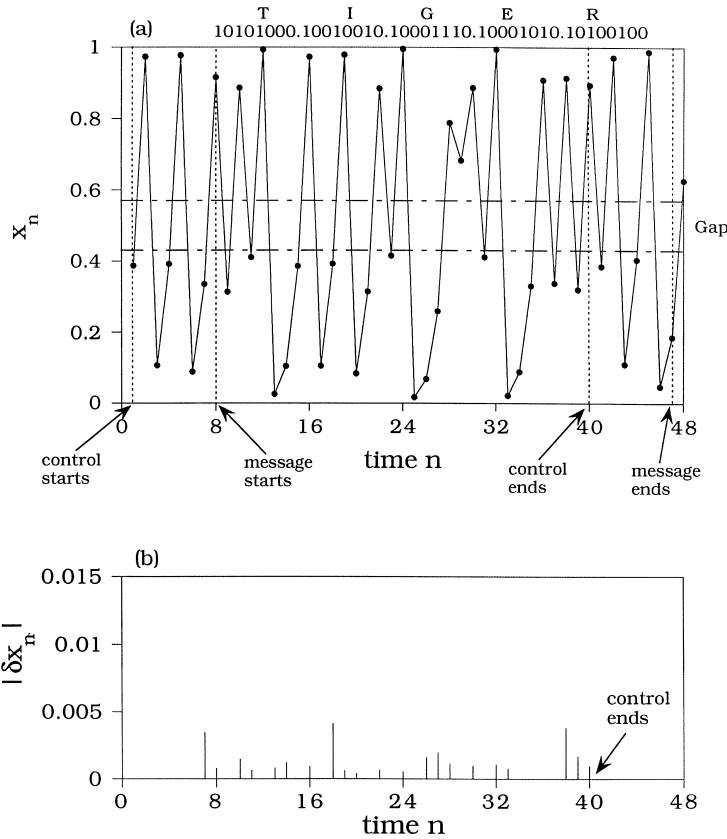 T I G E R
10101000.10010010.10001110.10001010.10100100
(a)
1
0.8
0.6
0.4
0.2
0
xn
Gap
0 8 16 24 32 40 48
time n
control
starts
message
starts
control
ends
message
ends
(b)
0.015
0.01
0.005
0
|δxn|
control
ends
0 8 16 24 32 40 48
time n